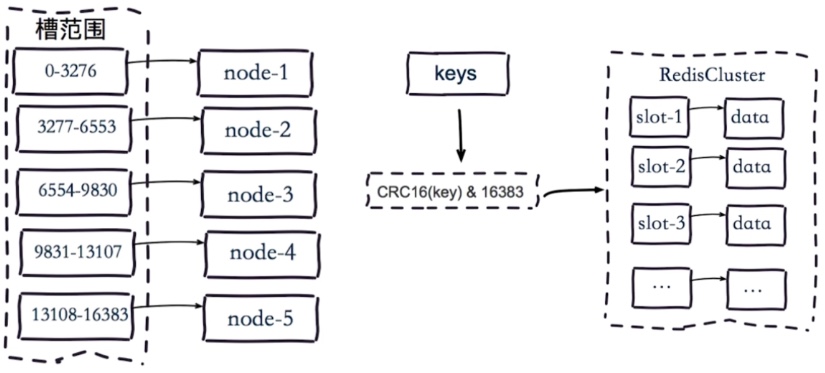 槽范围
0-3276
node-1
3277-6553
node-2
6554-9830
node-3
9831-13107
node-4
13108-16383
node-5
keys
CRC16(key) & 16383
RedisCluster
slot-1
data
slot-2
data
slot-3
data
...
...